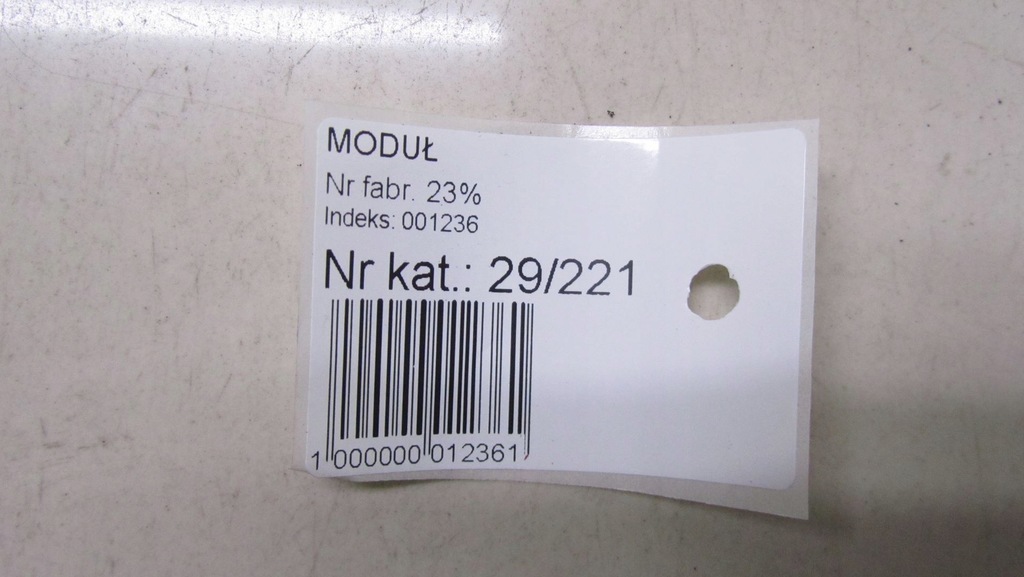 MODUŁ
Nr fabr. 23%
Indeks: 001236
Nr kat.: 29/221
1 000000 012361